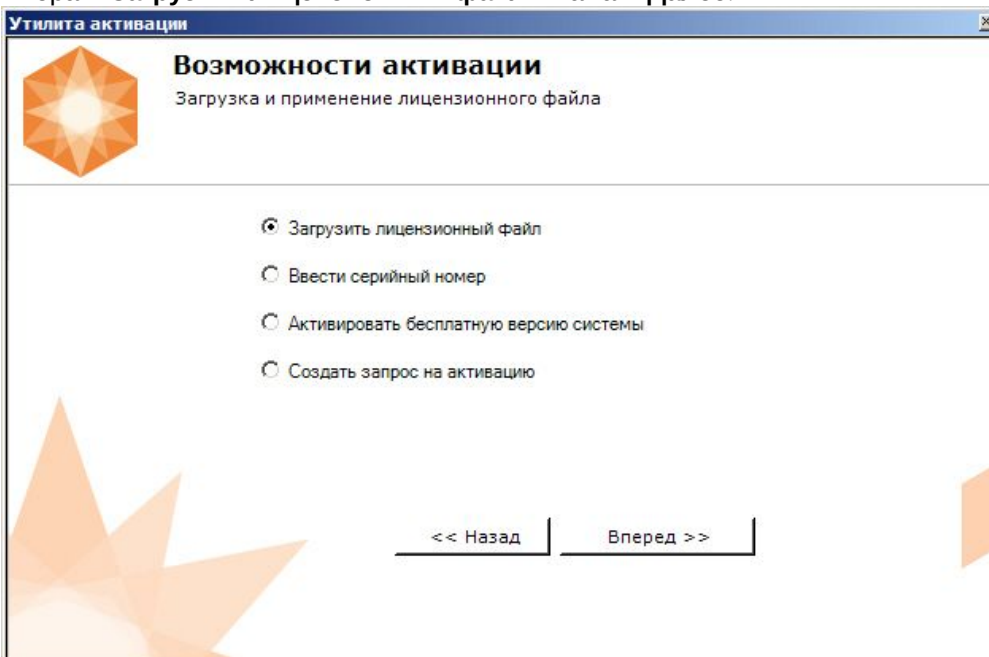 Утилита активации
Возможности активации
Загрузка и применение лицензионного файла
Загрузить лицензионный файл
Ввести серийный номер
Активировать бесплатную версию системы
Создать запрос на активацию
<< Назад
Вперед >>